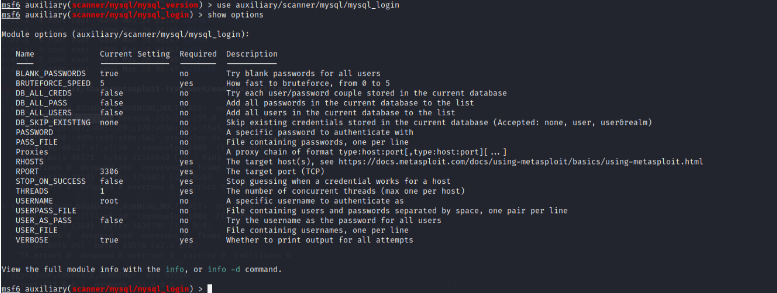 msf6 auxiliary(scanner/mysql/mysql_version) > use auxiliary/scanner/mysql/mysql_login
msf6 auxiliary(scanner/mysql/mysql_login) > show options
Module options (auxiliary/scanner/mysql/mysql_login):
Name Current Setting Required Description
BLANK_PASSWORDS true no Try blank passwords for all users
BRUTEFORCE_SPEED 5 yes How fast to bruteforce, from 0 to 5
DB_ALL_CREDS false no Try each user/password couple stored in the current database
DB_ALL_PASS false no Add all passwords in the current database to the list
DB_ALL_USERS false no Add all users in the current database to the list
DB_SKIP_EXISTING none no Skip existing credentials stored in the current database (Accepted: none, user, user&realm)
PASSWORD no A specific password to authenticate with
PASS_FILE no File containing passwords, one per line
Proxies no A proxy chain of format type:host:port[,type:host:port][...]
RHOSTS yes The target host(s), see https://docs.metasploit.com/docs/using-metasploit/basics/using-metasploit.html
RPORT 3306 yes The target port (TCP)
STOP_ON_SUCCESS false yes Stop guessing when a credential works for a host
THREADS 1 yes The number of concurrent threads (max one per host)
USERNAME root no A specific username to authenticate as
USERPASS_FILE no File containing users and passwords separated by space, one pair per line
USER_AS_PASS false no Try the username as the password for all users
USER_FILE no File containing usernames, one per line
VERBOSE true yes Whether to print output for all attempts
View the full module info with the info, or info -d command.
msf6 auxiliary(scanner/mysql/mysql_login) >